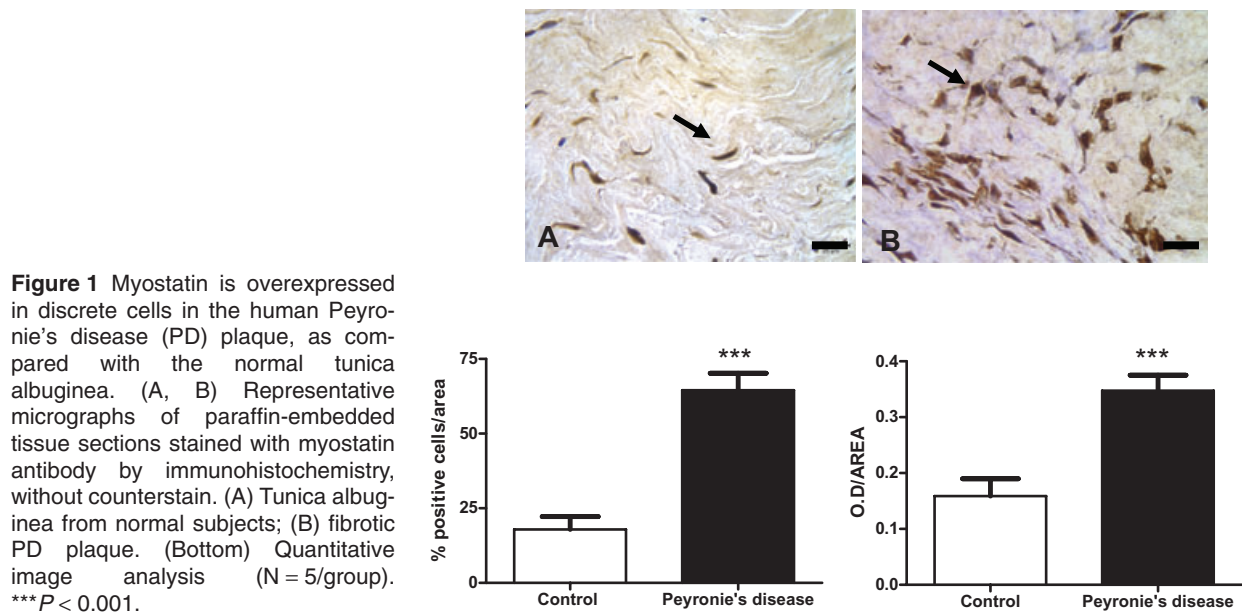 A
B
Figure 1 Myostatin is overexpressed
in discrete cells in the human Peyro-
nie's disease (PD) plaque, as com-
pared with the normal tunica
albuginea. (A, B) Representative
micrographs of paraffin-embedded
tissue sections stained with myostatin
antibody by immunohistochemistry,
without counterstain. (A) Tunica albug-
inea from normal subjects; (B) fibrotic
PD plaque. (Bottom) Quantitative
image analysis (N = 5/group).
***P < 0.001.
% positive cells/area
75
50
25
0
***
Control
Peyronie's disease
O.D/AREA
0.4
0.3
0.2
0.1
0.0
***
Control
Peyronie's disease